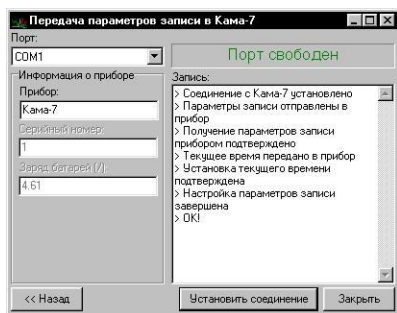 Передача параметров записи в Кама-7
Порт:
COM1
Порт свободен
Информация о приборе
Прибор:
Кама-7
Серийный номер:
1
Заряд батарей (/):
4.61
Запись:
> Соединение с Кама-7 установлено
> Параметры записи отправлены в
прибор
> Получение параметров записи
прибором подтверждено
> Текущее время передано в прибор
> Установка текущего времени
подтверждена
> Настройка параметров записи
завершена
> OK!
<< Назад
Установить соединение
Закрыть